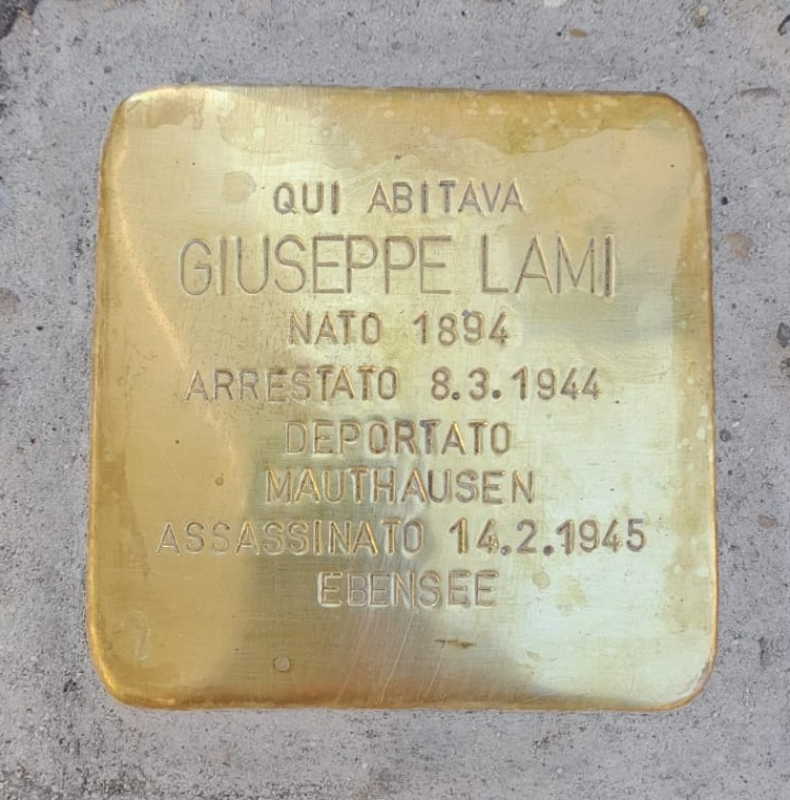 QUI ABITAVA
GIUSEPPE LAMI
NATO 1894
ARRESTATO 8.3.1944
DEPORTATO
MAUTHAUSEN
ASSASSINATO 14.2.1945
EBENSEE